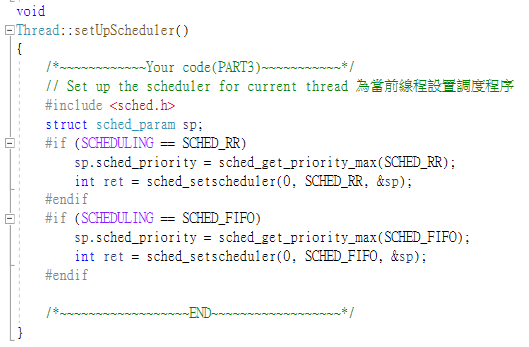 void
Thread::setUpScheduler()
{
/*~~~~~~~~~~~~Your code(PART3)~~~~~~~~~~~*/
// Set up the scheduler for current thread 為當前線程設置調度程序
#include <sched.h>
struct sched_param sp;
#if (SCHEDULING == SCHED_RR)
sp.sched_priority = sched_get_priority_max(SCHED_RR);
int ret = sched_setscheduler(0, SCHED_RR, &sp);
#endif
#if (SCHEDULING == SCHED_FIFO)
sp.sched_priority = sched_get_priority_max(SCHED_FIFO);
int ret = sched_setscheduler(0, SCHED_FIFO, &sp);
#endif
/*~~~~~~~~~~~~~~~~~~END~~~~~~~~~~~~~~~~~~*/
}